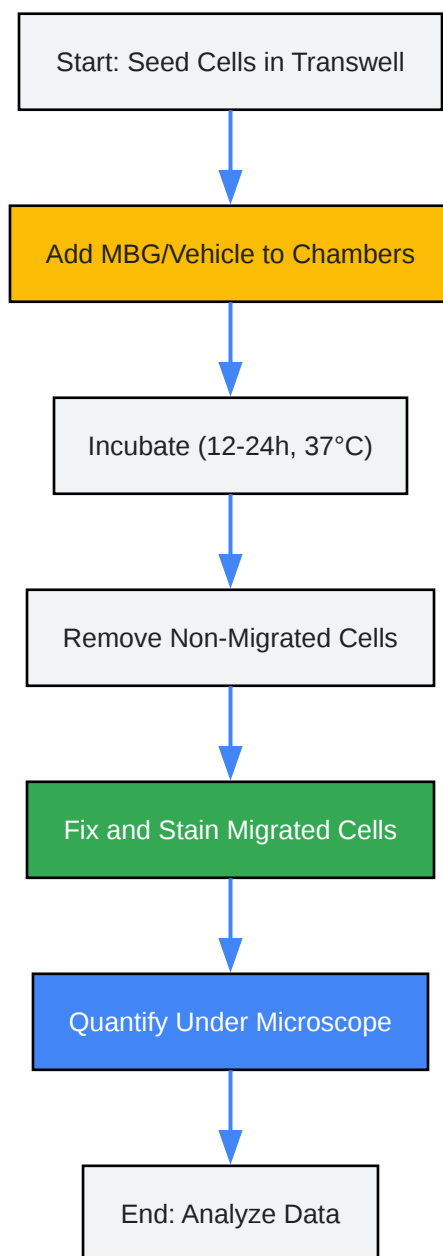 Start: Seed Cells in Transwell
Add MBG/Vehicle to Chambers
Incubate (12-24h, 37°C)
Remove Non-Migrated Cells
Fix and Stain Migrated Cells
Quantify Under Microscope
End: Analyze Data